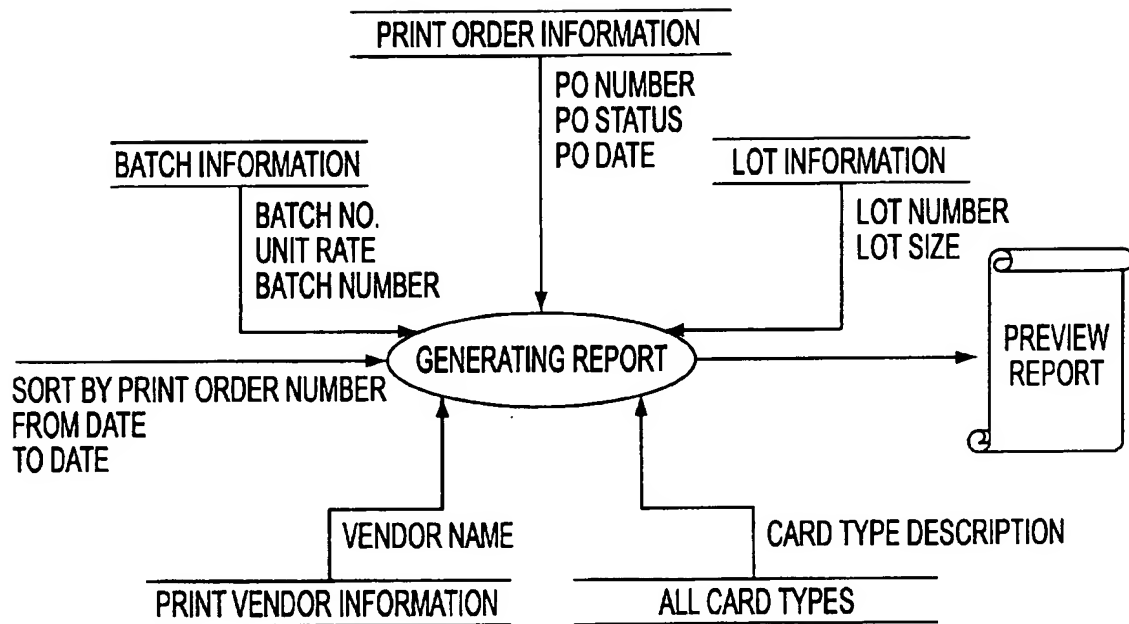 PRINT ORDER INFORMATION
PO NUMBER
PO STATUS
PO DATE
BATCH INFORMATION
BATCH NO.
UNIT RATE
BATCH NUMBER
LOT INFORMATION
LOT NUMBER
LOT SIZE
GENERATING REPORT
PREVIEW
REPORT
SORT BY PRINT ORDER NUMBER
FROM DATE
TO DATE
VENDOR NAME
PRINT VENDOR INFORMATION
CARD TYPE DESCRIPTION
ALL CARD TYPES